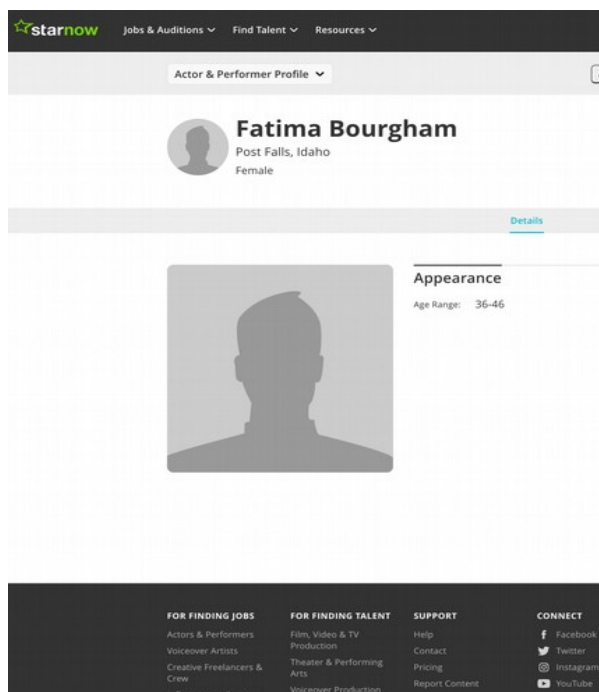 starnow Jobs & Auditions Find Talent Resources
Actor & Performer Profile
Fatima Bourgham
Post Falls, Idaho
Female
Details
Appearance
Age Range: 36-46
FOR FINDING JOBS
Actors & Performers
Voiceover Artists
Creative Freelancers &
Crew
FOR FINDING TALENT
Film, Video & TV
Production
Theater & Performing
Arts
Voiceover Production
SUPPORT
Help
Contact
Pricing
Report Content
CONNECT
Facebook
Twitter
Instagram
YouTube